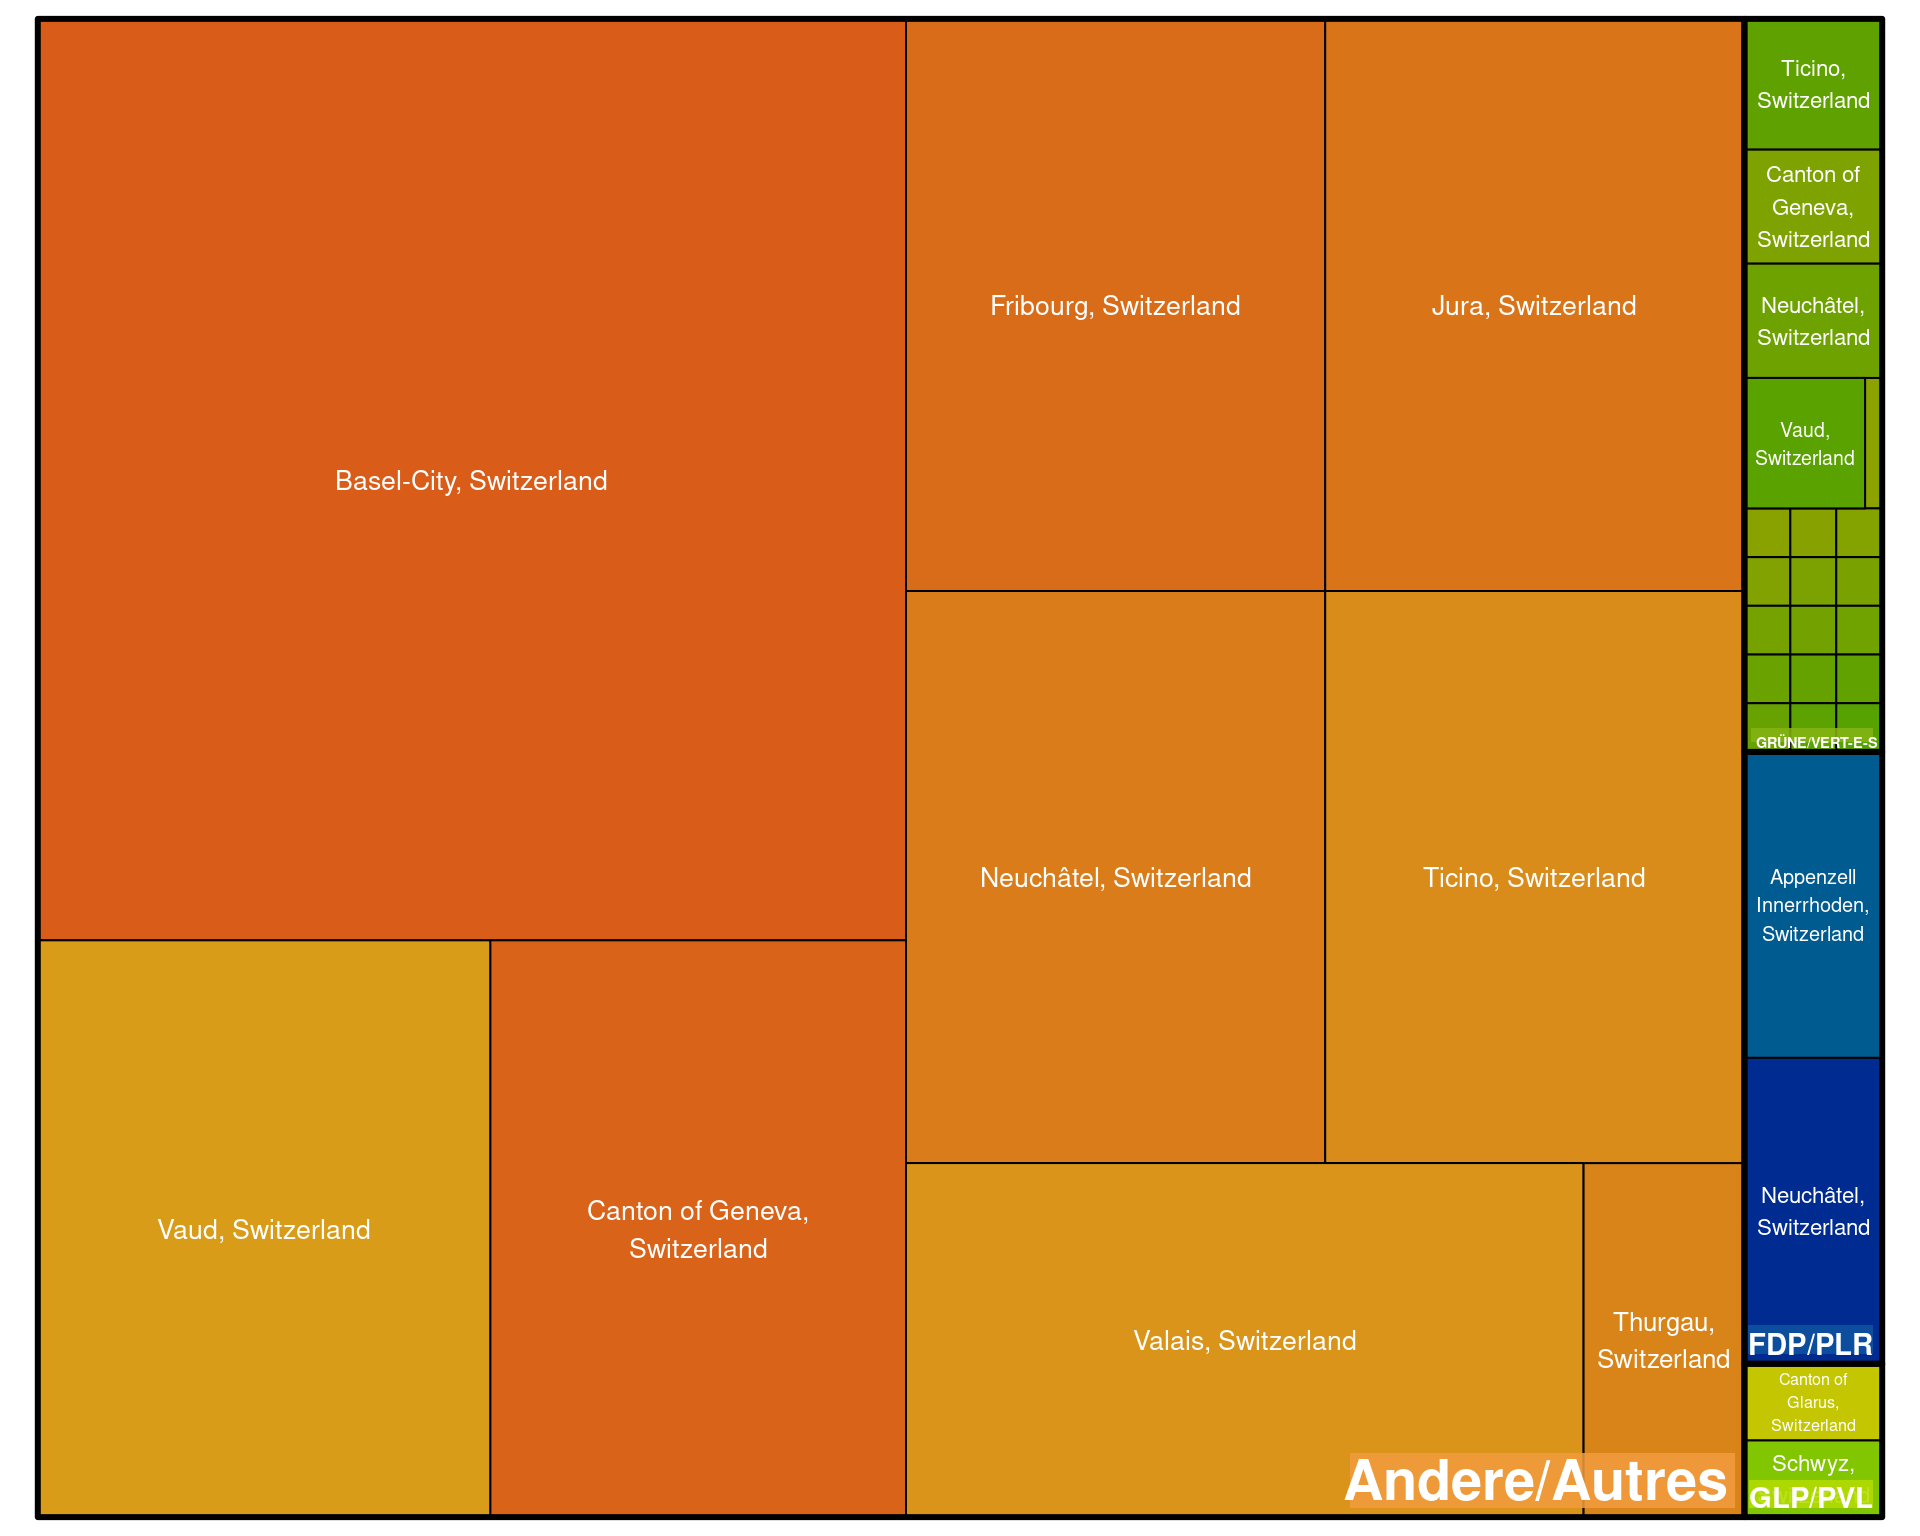 Basel-City, Switzerland
Vaud, Switzerland
Canton of Geneva,
Switzerland
Fribourg, Switzerland
Jura, Switzerland
Neuchâtel, Switzerland
Ticino, Switzerland
Valais, Switzerland
Thurgau,
Switzerland
Andere/Autres
Ticino,
Switzerland
Canton of
Geneva,
Switzerland
Neuchâtel,
Switzerland
Vaud,
Switzerland
GRÜNE/VERT-E-S
Appenzell
Innerrhoden,
Switzerland
Neuchâtel,
Switzerland
FDP/PLR
Canton of
Glarus,
Switzerland
Schwyz,
GLP/PVL